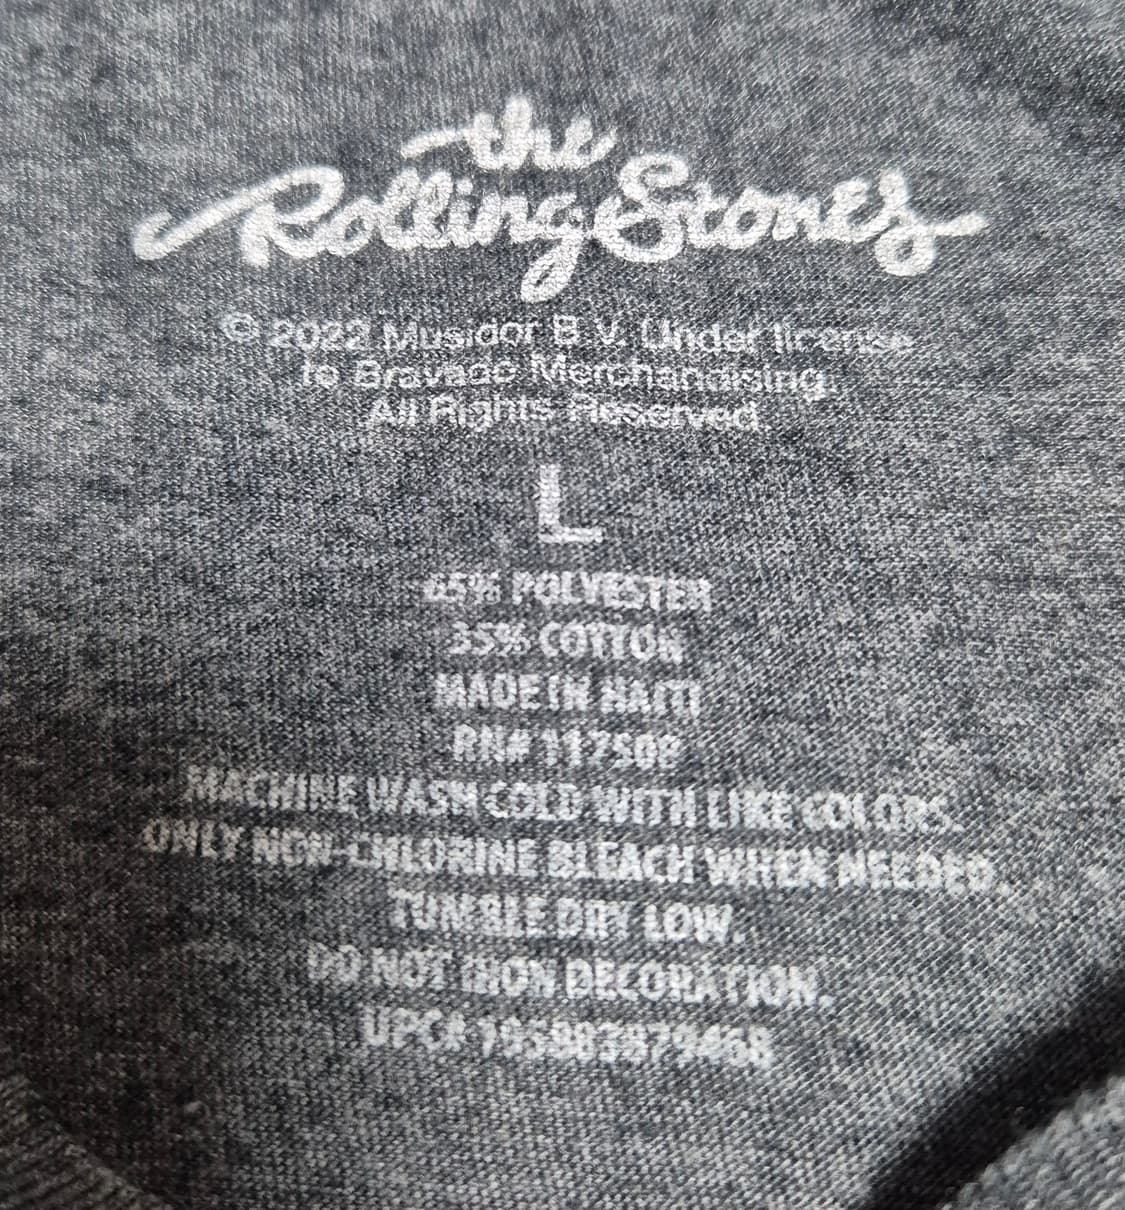 the
Rolling Stones
© 2022 Musidor B.V. Under license
to Bravado Merchandising.
All Rights Reserved.
L
65% POLYESTER
35% COTTON
MADE IN HAITI
RN# 117508
MACHINE WASH COLD WITH LIKE COLORS.
ONLY NON-CHLORINE BLEACH WHEN NEEDED.
TUMBLE DRY LOW.
DO NOT IRON DECORATION.
UPC#